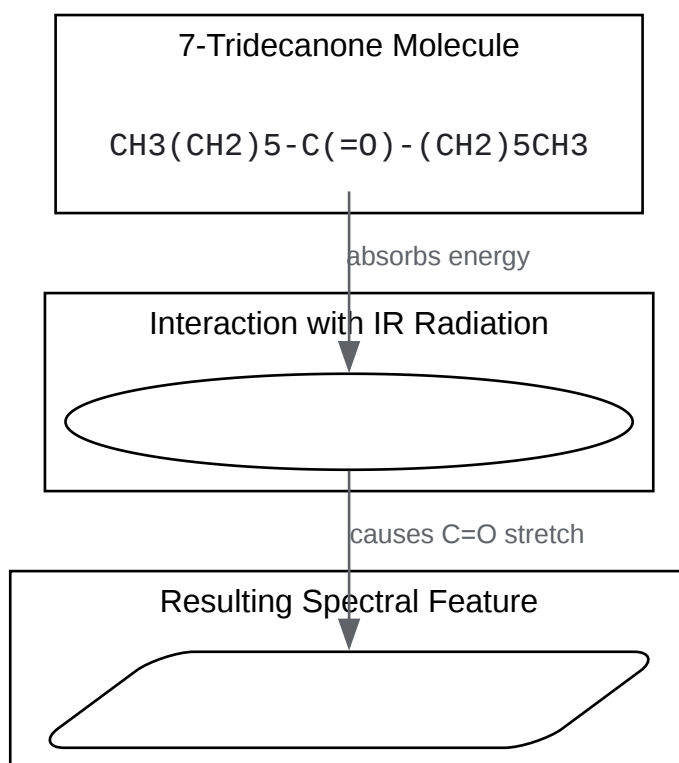 7-Tridecanone Molecule
CH3(CH2)5-C(=O)-(CH2)5CH3
absorbs energy
Interaction with IR Radiation
causes C=O stretch
Resulting Spectral Feature